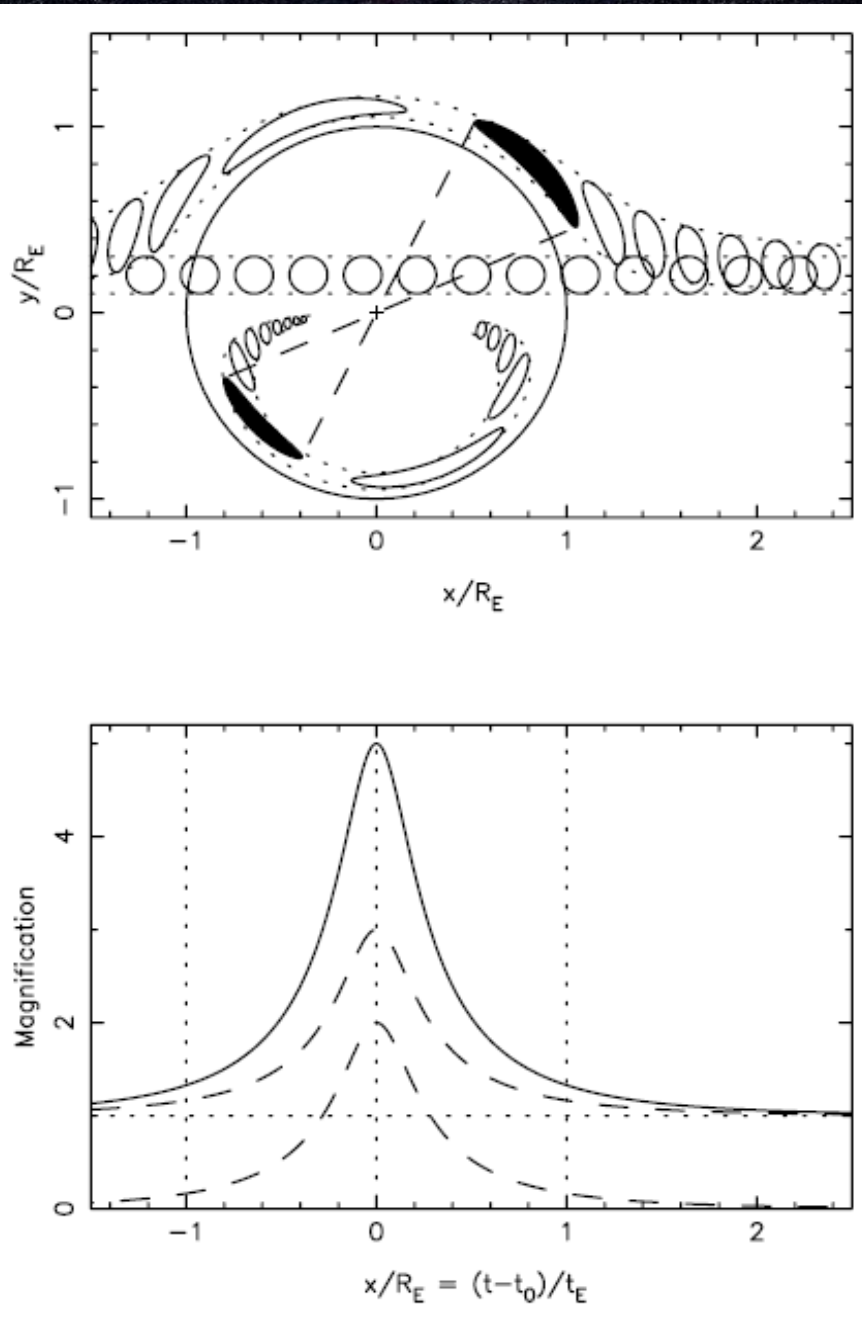 1
0
−1
y/R_E
−1 0 1 2
x/R_E
4
2
0
Magnification
−1 0 1 2
x/R_E = (t−t_0)/t_E